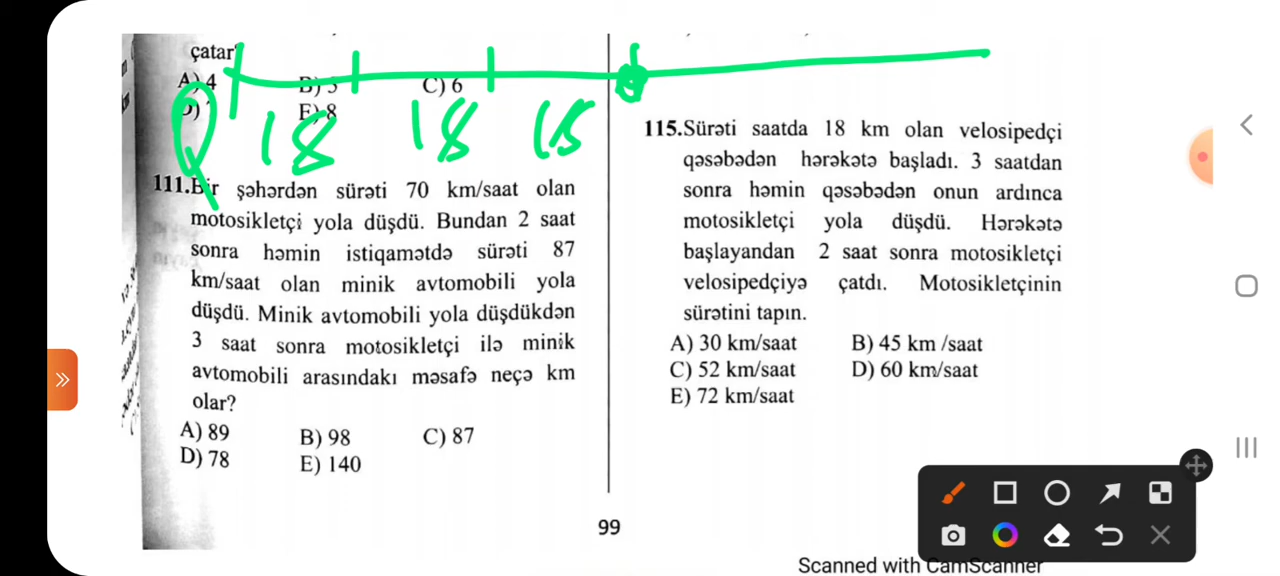 çatar
A) 4 B) 5 C) 6
D) E) 8
Q 18 18 18
111.Bir şəhərdən sürəti 70 km/saat olan
motosikletçi yola düşdü. Bundan 2 saat
sonra həmin istiqamətdə sürəti 87
km/saat olan minik avtomobili yola
düşdü. Minik avtomobili yola düşdükdən
3 saat sonra motosikletçi ilə minik
avtomobili arasındakı məsafə neçə km
olar?
A) 89 B) 98 C) 87
D) 78 E) 140
115.Sürəti saatda 18 km olan velosipedçi
qəsəbədən hərəkətə başladı. 3 saatdan
sonra həmin qəsəbədən onun ardınca
motosikletçi yola düşdü. Hərəkətə
başlayandan 2 saat sonra motosikletçi
velosipedçiyə çatdı. Motosikletçinin
sürətini tapın.
A) 30 km/saat B) 45 km /saat
C) 52 km/saat D) 60 km/saat
E) 72 km/saat
99
Scanned with CamScanner